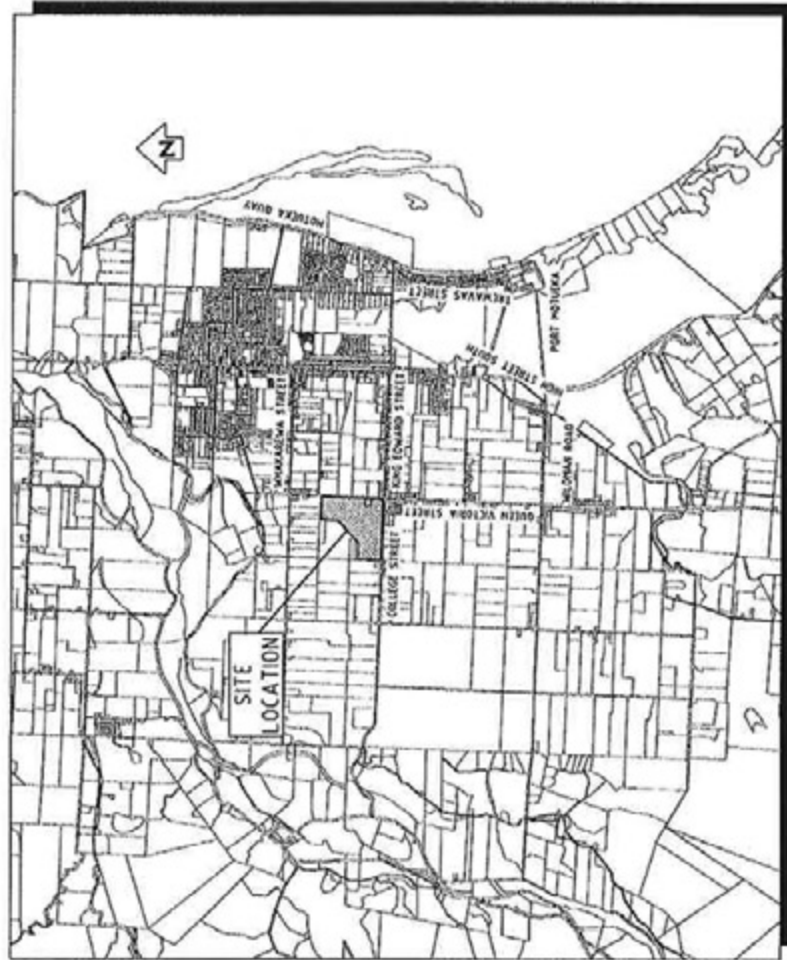 N
MOTUEKA QUAY
TREWAVAS STREET
PORT MOTUEKA
HIGH STREET SOUTH
WHAKAREWA STREET
KING EDWARD STREET
WILDMAN ROAD
QUEEN VICTORIA STREET
COLLEGE STREET
SITE
LOCATION